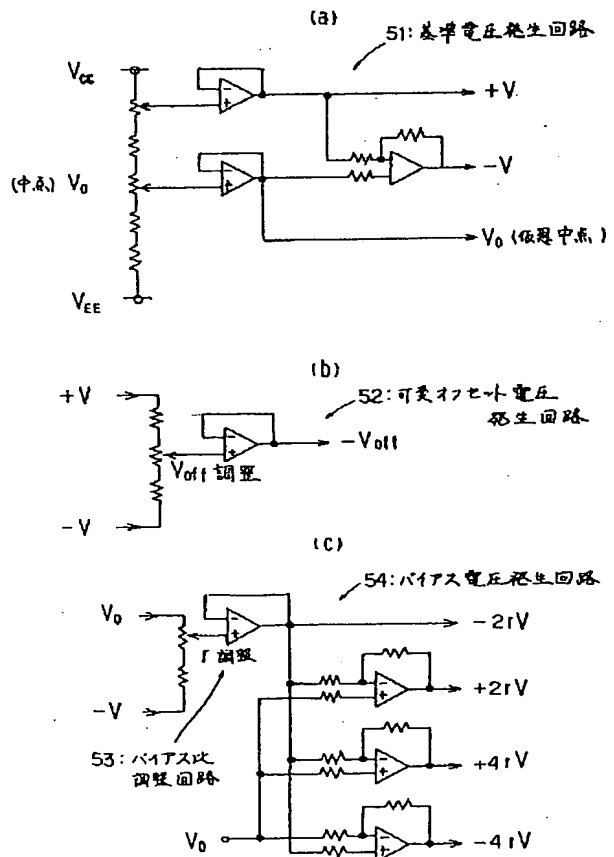 (a)
51:基準電圧発生回路
Vcc
+V
-V
(中点) V0
V0 (仮想中点)
VEE
(b)
52:可変オフセット電圧
発生回路
+V
-Voff
Voff 調整
-V
(c)
54:バイアス電圧発生回路
V0
-2rV
r調整
+2rV
-V
+4rV
53:バイアス比
調整回路
V0
-4rV